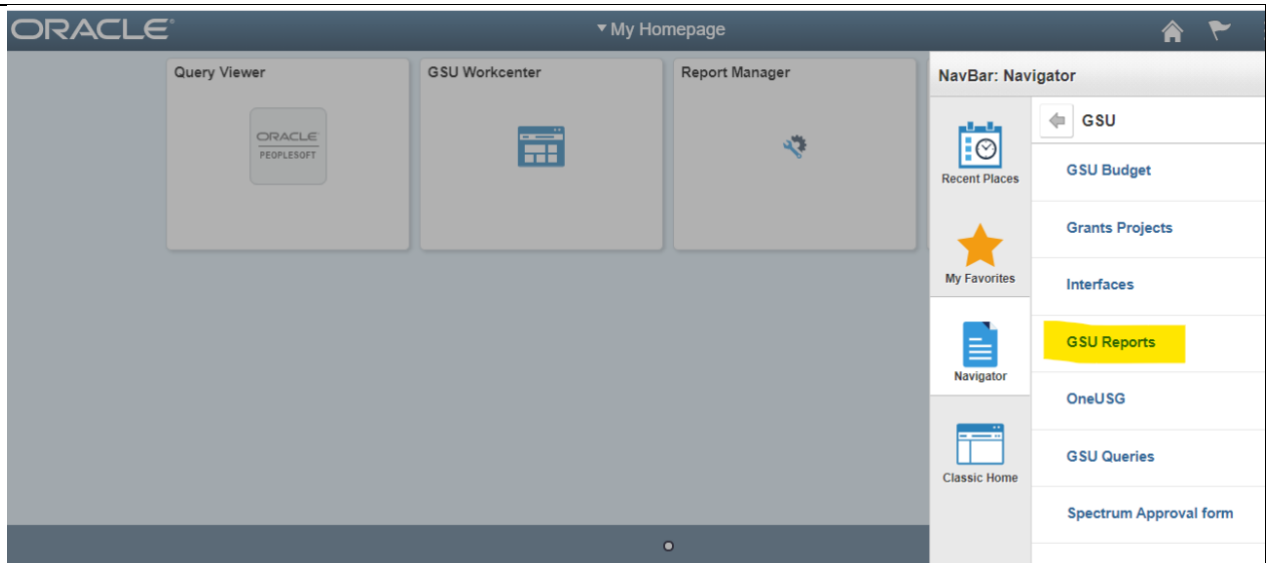 ORACLE
My Homepage
Query Viewer
ORACLE
PEOPLESOFT
GSU Workcenter
Report Manager
NavBar: Navigator
Recent Places
My Favorites
Navigator
Classic Home
GSU
GSU Budget
Grants Projects
Interfaces
GSU Reports
OneUSG
GSU Queries
Spectrum Approval form